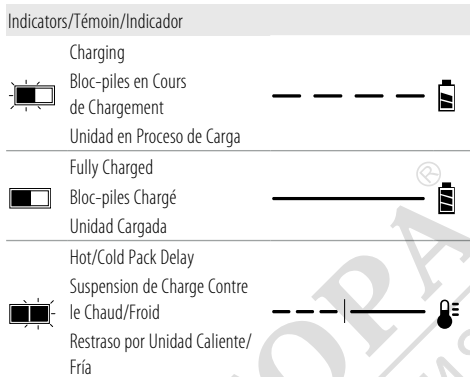 Indicators/Témoin/Indicador
Charging
Bloc-piles en Cours
de Chargement
Unidad en Proceso de Carga
Fully Charged
Bloc-piles Chargé
Unidad Cargada
Hot/Cold Pack Delay
Suspension de Charge Contre
le Chaud/Froid
Restraso por Unidad Caliente/
Fría
®